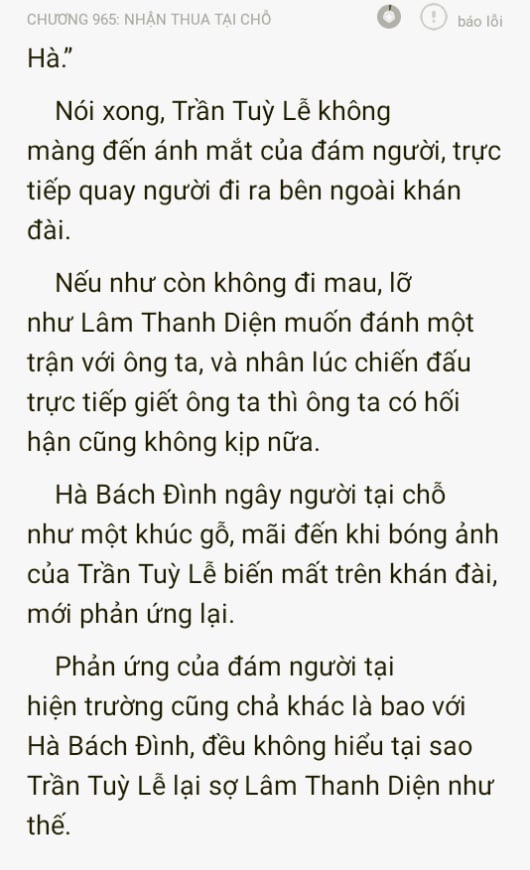 CHƯƠNG 965: NHẬN THUA TẠI CHỖ
báo lỗi
Hà.”
Nói xong, Trần Tuỳ Lễ không
màng đến ánh mắt của đám người, trực
tiếp quay người đi ra bên ngoài khán
đài.
Nếu như còn không đi mau, lỡ
như Lâm Thanh Diện muốn đánh một
trận với ông ta, và nhân lúc chiến đấu
trực tiếp giết ông ta thì ông ta có hối
hận cũng không kịp nữa.
Hà Bách Đình ngây người tại chỗ
như một khúc gỗ, mãi đến khi bóng ảnh
của Trần Tuỳ Lễ biến mất trên khán đài,
mới phản ứng lại.
Phản ứng của đám người tại
hiện trường cũng chả khác là bao với
Hà Bách Đình, đều không hiểu tại sao
Trần Tuỳ Lễ lại sợ Lâm Thanh Diện như
thế.